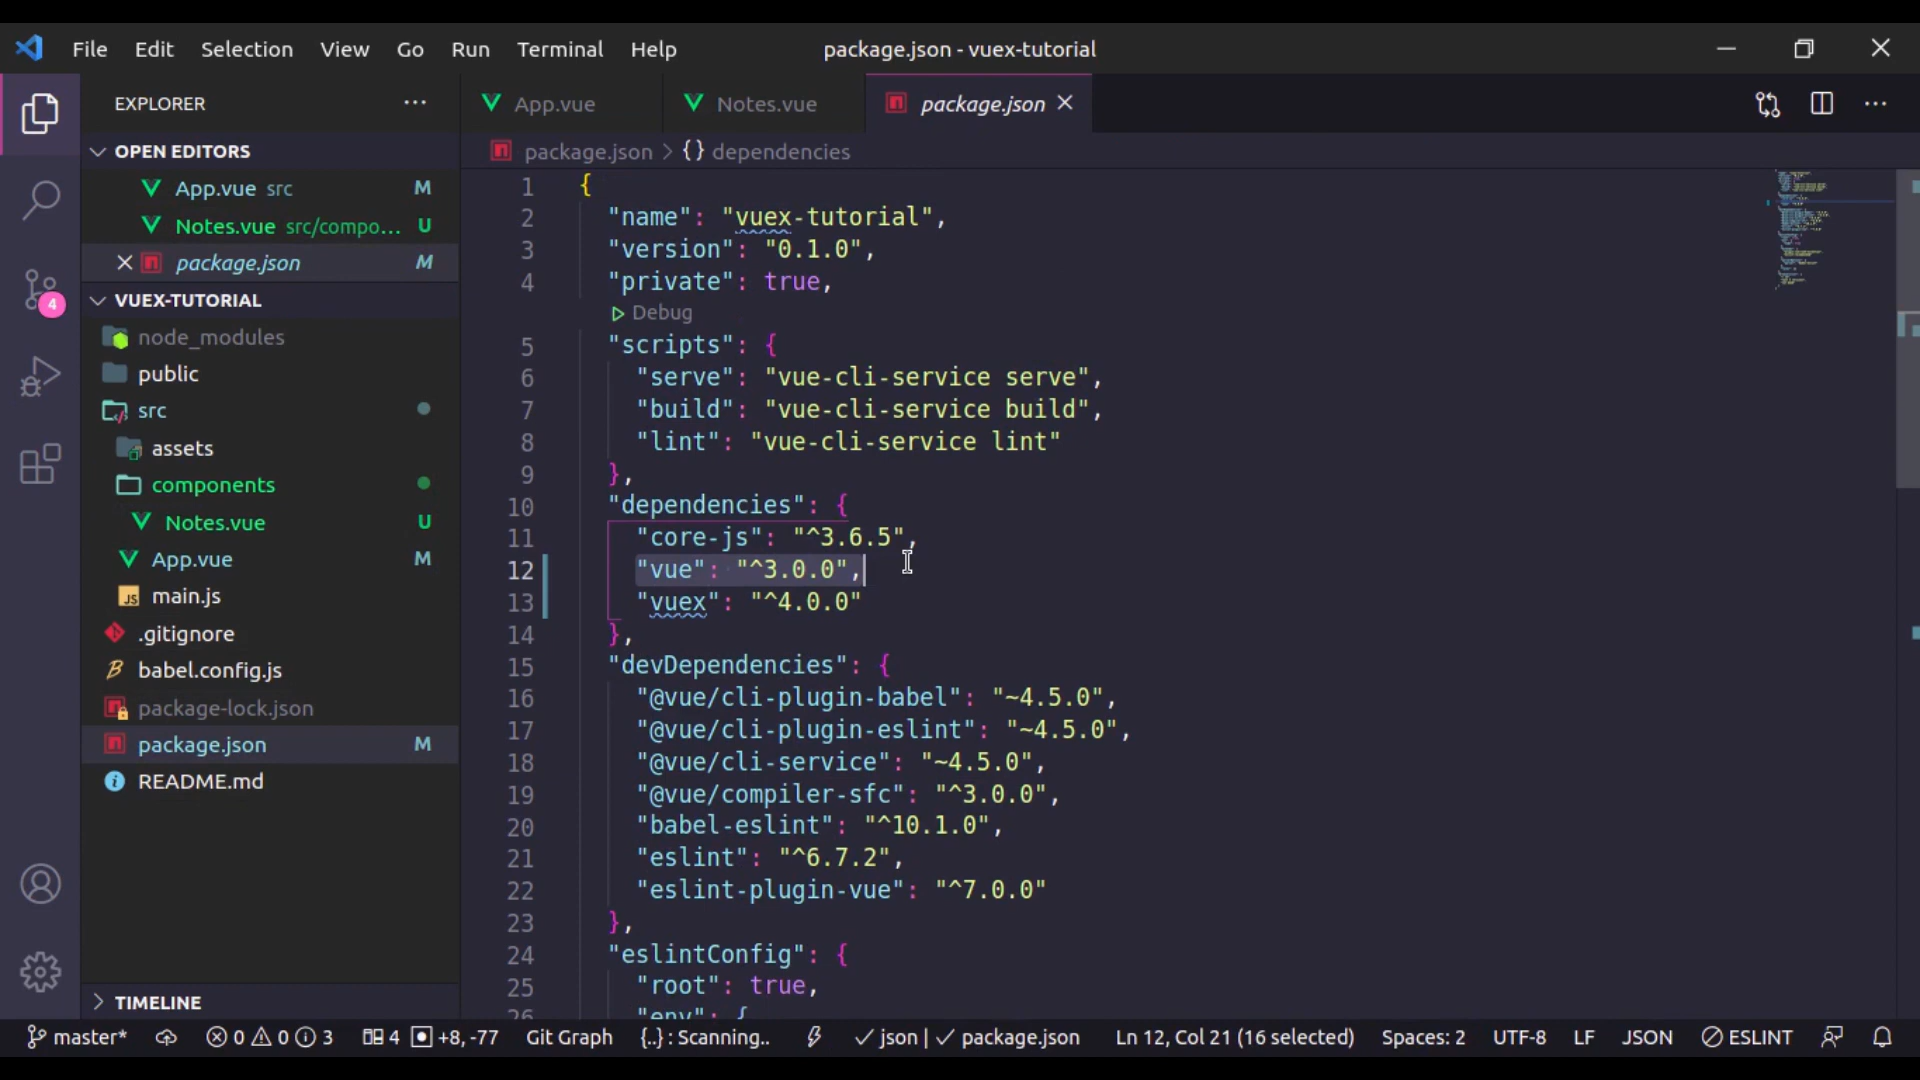 File Edit Selection View Go Run Terminal Help package.json - vuex-tutorial
EXPLORER
OPEN EDITORS
App.vue src M
Notes.vue src/compo... U
package.json M
VUEX-TUTORIAL
node_modules
public
src
assets
components
Notes.vue U
App.vue
JS main.js
.gitignore
babel.config.js
package-lock.json
package.json M
README.md
TIMELINE
4
App.vue Notes.vue package.json
package.json > {} dependencies
1 {
2 "name": "vuex-tutorial",
3 "version": "0.1.0",
4 "private": true,
Debug
5 "scripts": {
6 "serve": "vue-cli-service serve",
7 "build": "vue-cli-service build",
8 "lint": "vue-cli-service lint"
9 },
10 "dependencies": {
11 "core-js": "^3.6.5",
12 "vue": "^3.0.0",
13 "vuex": "^4.0.0"
14 },
15 "devDependencies": {
16 "@vue/cli-plugin-babel": "~4.5.0",
17 "@vue/cli-plugin-eslint": "~4.5.0",
18 "@vue/cli-service": "~4.5.0",
19 "@vue/compiler-sfc": "^3.0.0",
20 "babel-eslint": "^10.1.0",
21 "eslint": "^6.7.2",
22 "eslint-plugin-vue": "^7.0.0"
23 },
24 "eslintConfig": {
25 "root": true,
26 "env": {
master* 0 0 3 4 +8, -77 Git Graph {..} : Scanning.. json | package.json Ln 12, Col 21 (16 selected) Spaces: 2 UTF-8 LF JSON ESLINT